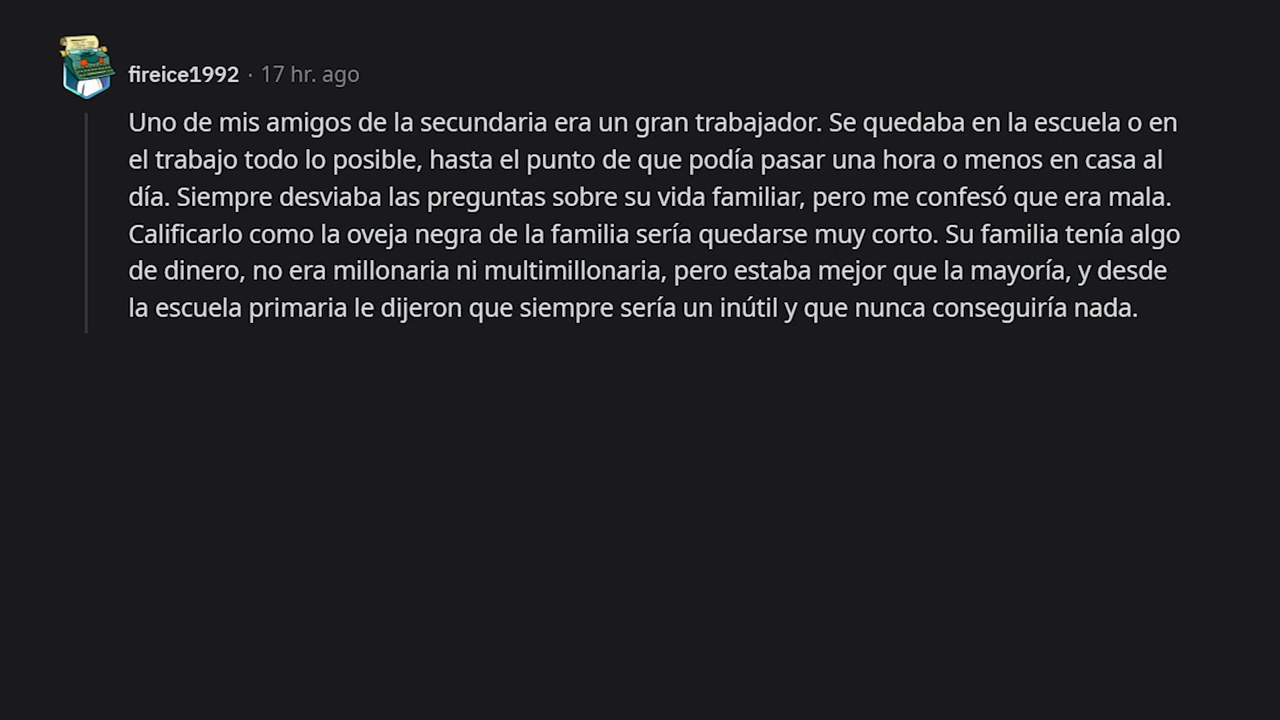 fireice1992 · 17 hr. ago
Uno de mis amigos de la secundaria era un gran trabajador. Se quedaba en la escuela o en
el trabajo todo lo posible, hasta el punto de que podía pasar una hora o menos en casa al
día. Siempre desviaba las preguntas sobre su vida familiar, pero me confesó que era mala.
Calificarlo como la oveja negra de la familia sería quedarse muy corto. Su familia tenía algo
de dinero, no era millonaria ni multimillonaria, pero estaba mejor que la mayoría, y desde
la escuela primaria le dijeron que siempre sería un inútil y que nunca conseguiría nada.